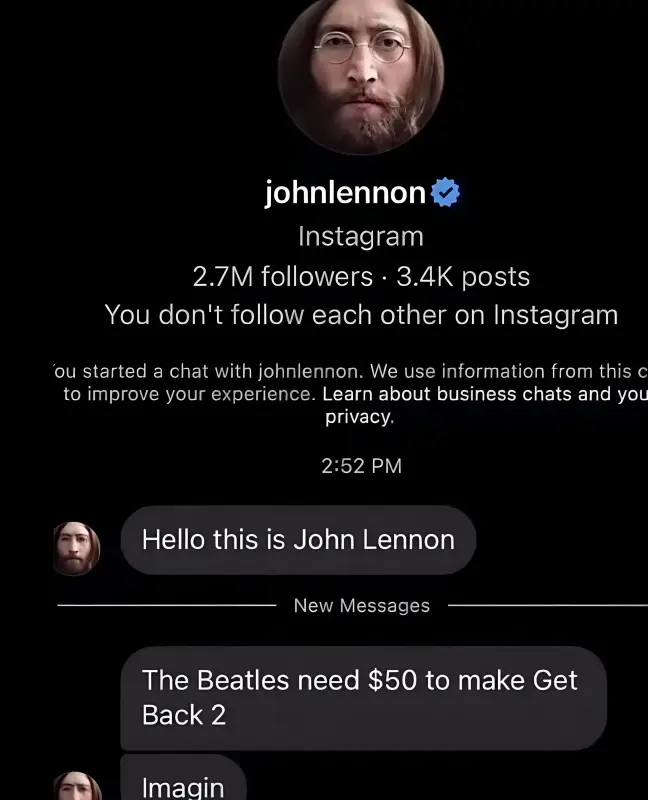 johnlennon
Instagram
2.7M followers · 3.4K posts
You don't follow each other on Instagram
ou started a chat with johnlennon. We use information from this c
to improve your experience. Learn about business chats and you
privacy.
2:52 PM
Hello this is John Lennon
New Messages
The Beatles need $50 to make Get
Back 2
Imagin